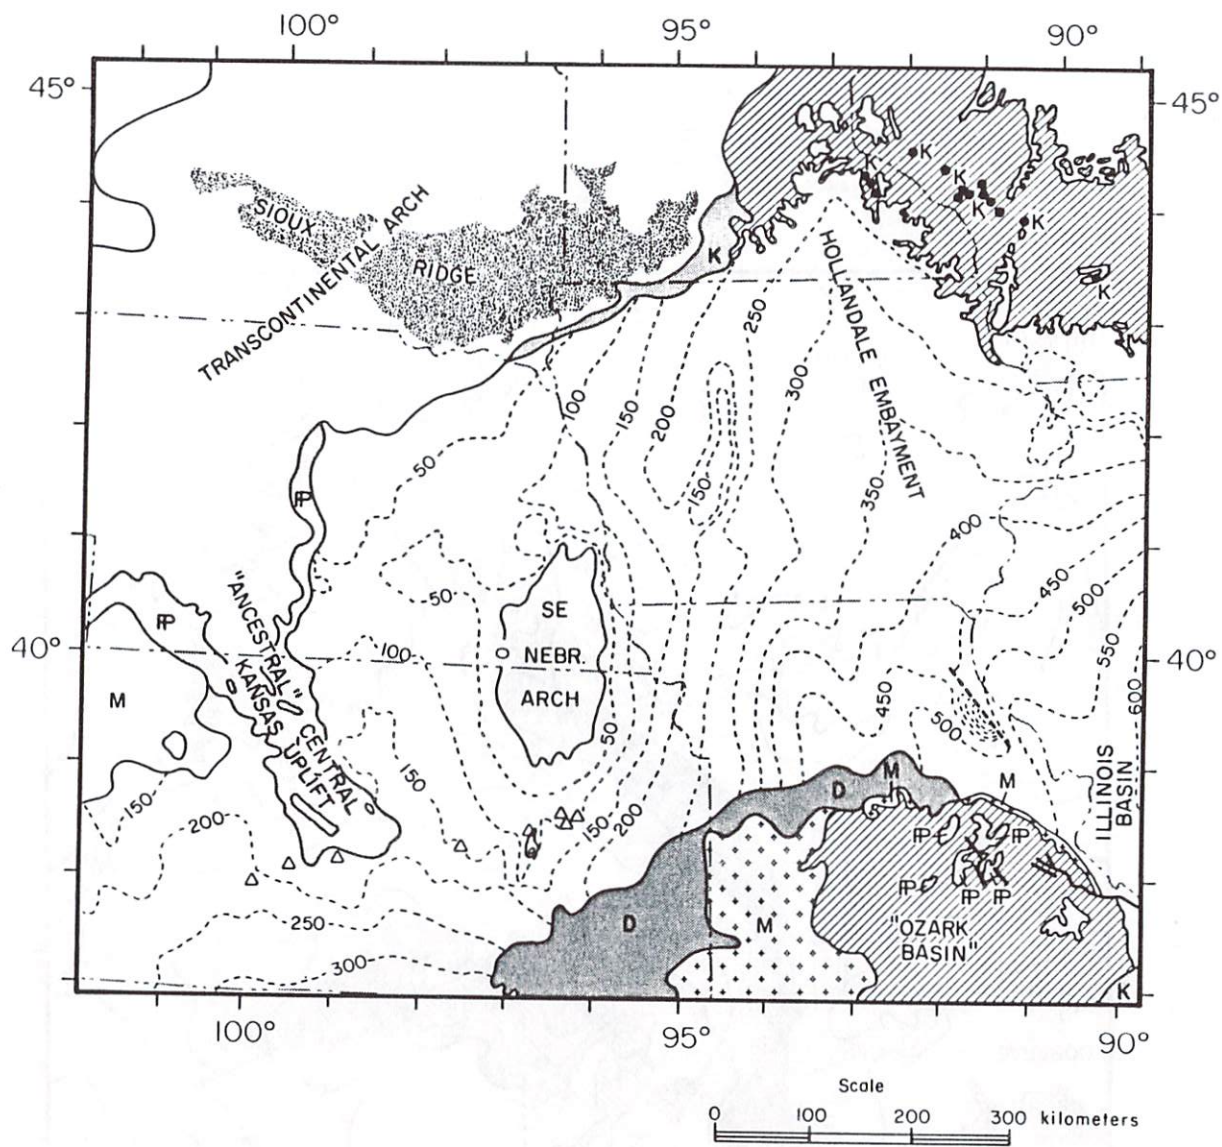 100°
95°
90°
45°
45°
K
K
K
K
K
K
K
SIOUX
RIDGE
TRANSCONTINENTAL ARCH
HOLLANDALE EMBAYMENT
250
100
150
200
300
50
150
350
400
450
500
550
600
P
P
50
SE
NEBR.
ARCH
"ANCESTRAL"
CENTRAL
KANSAS UPLIFT
40°
40°
100
M
450
500
50
150
M
M
D
ILLINOIS
BASIN
150
200
150
200
P
P
P
P
P
250
D
M
"OZARK
BASIN"
300
K
100°
95°
90°
Scale
0 100 200 300 kilometers